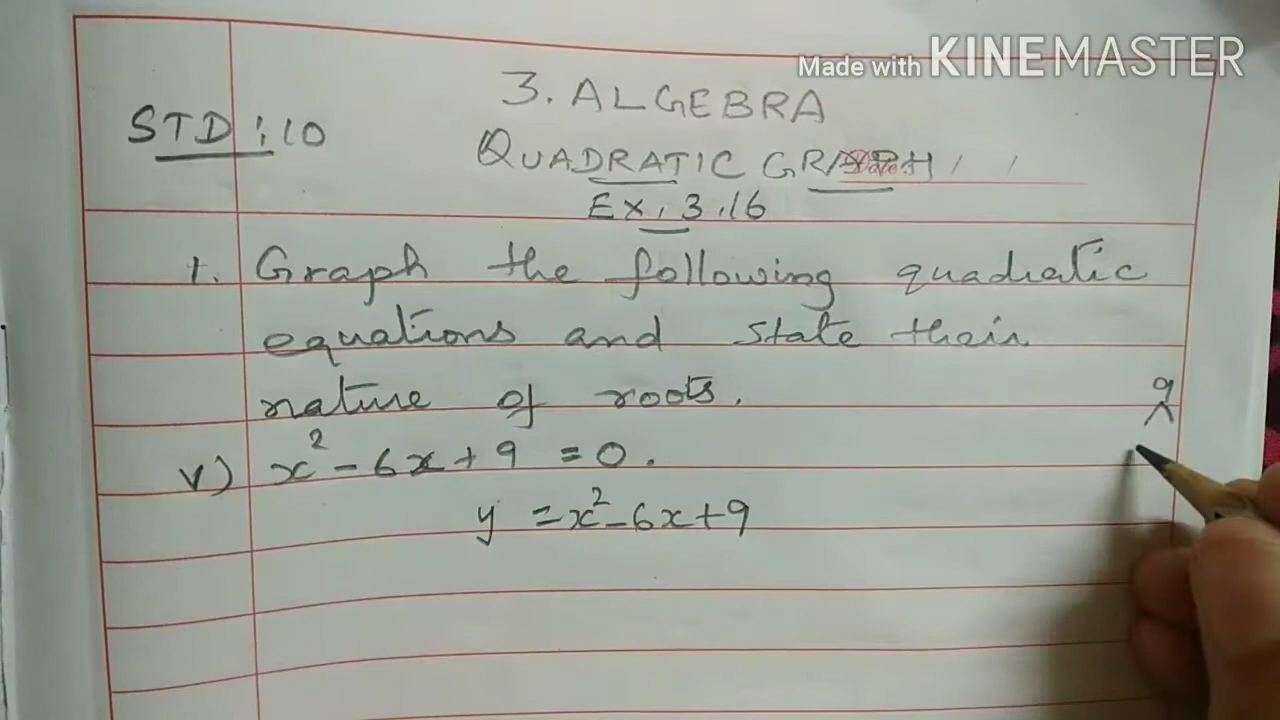 Made with KINEMASTER
3. ALGEBRA
STD : 10
QUADRATIC GRAPH
Ex. 3.16
1. Graph the following quadratic
equations and state their
nature of roots.
9
v) x² - 6x + 9 = 0.
y = x² - 6x + 9